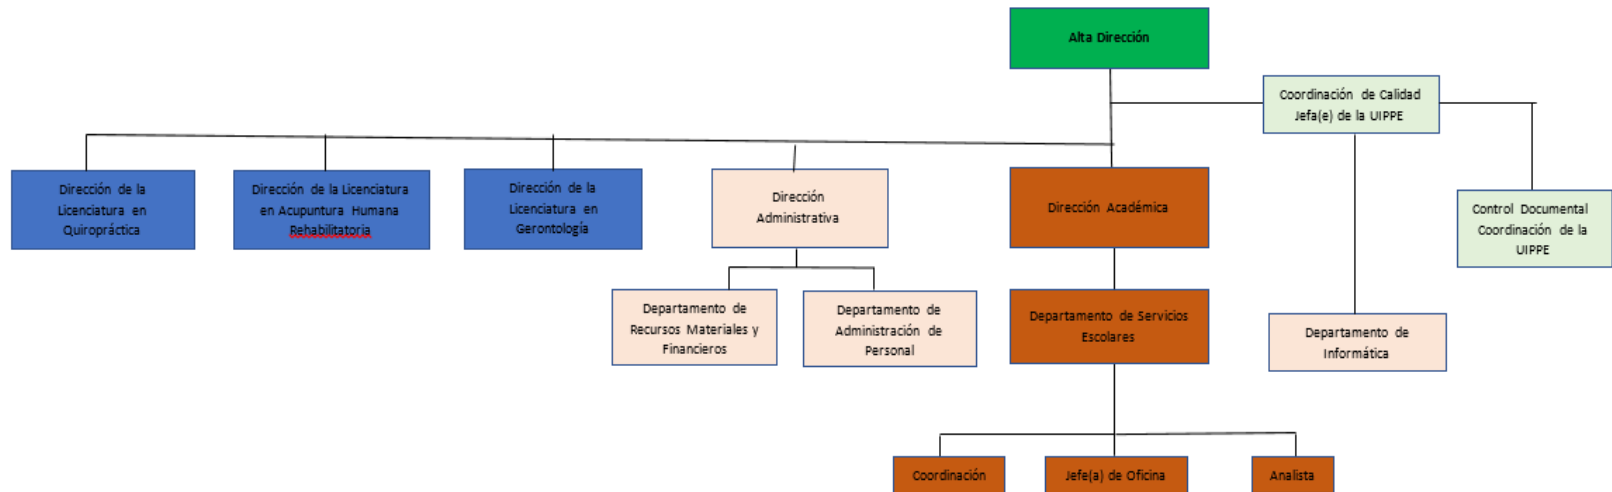 Alta Dirección
Coordinación de Calidad
Jefa(e) de la UIPPE
Dirección de la
Licenciatura en
Quiropráctica
Dirección de la Licenciatura
en Acupuntura Humana
Rehabilitatoria
Dirección de la
Licenciatura en
Gerontología
Dirección
Administrativa
Dirección Académica
Control Documental
Coordinación de la
UIPPE
Departamento de
Recursos Materiales y
Financieros
Departamento de
Administración de
Personal
Departamento de Servicios
Escolares
Departamento de
Informática
Coordinación
Jefe(a) de Oficina
Analista